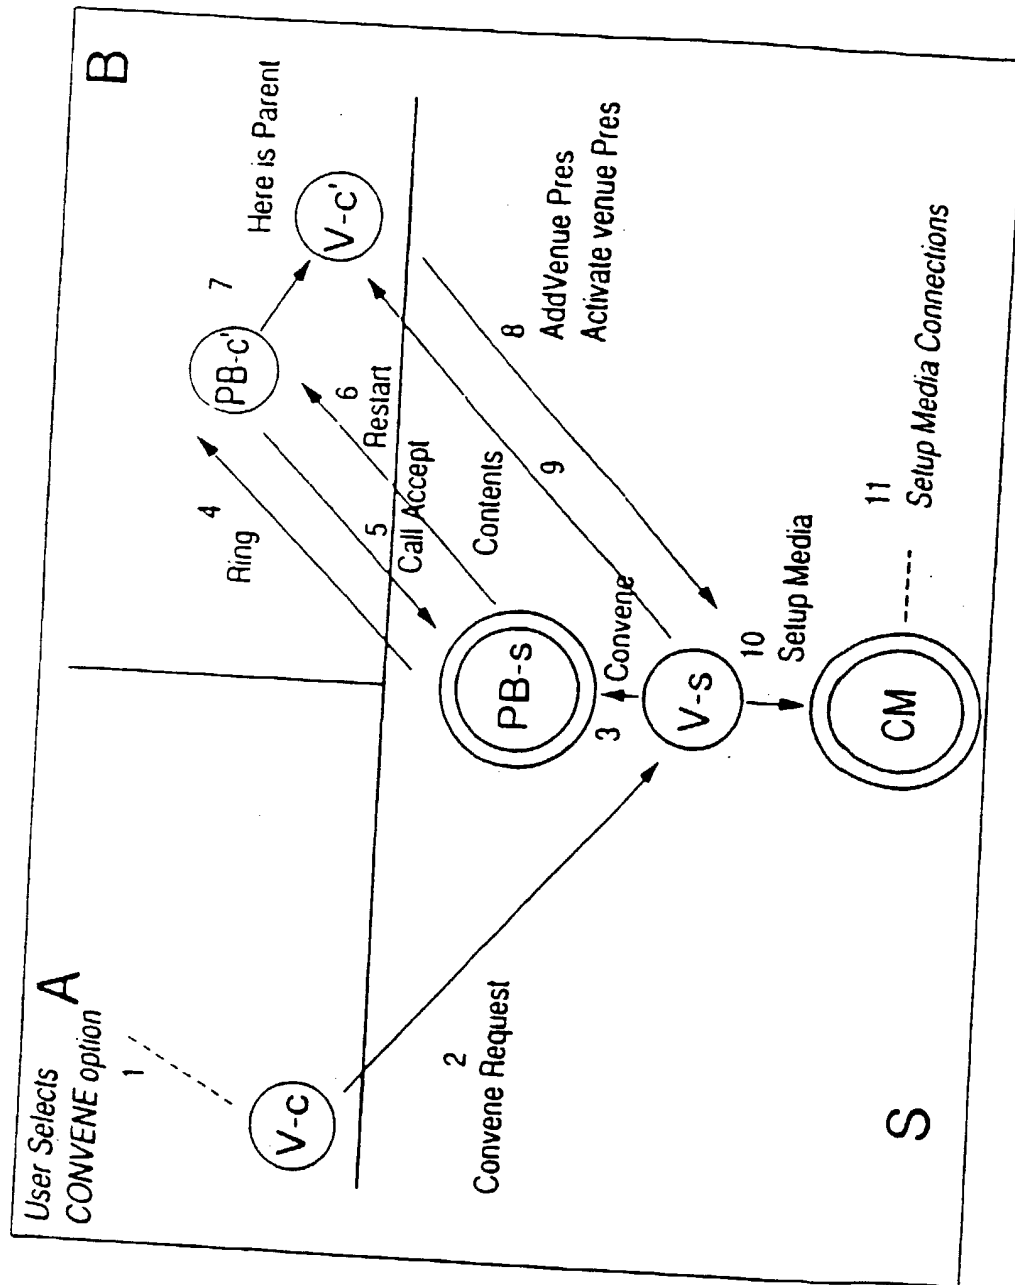 User Selects
CONVENE option
A
1
V-c
2
Convene Request
B
Here is Parent
7
PB-c'
V-c'
4
Ring
5
Call Accept
6
Restart
Contents
9
8
AddVenue Pres
Activate venue Pres
PB-s
3
Convene
V-s
10
Setup Media
CM
11
Setup Media Connections
S